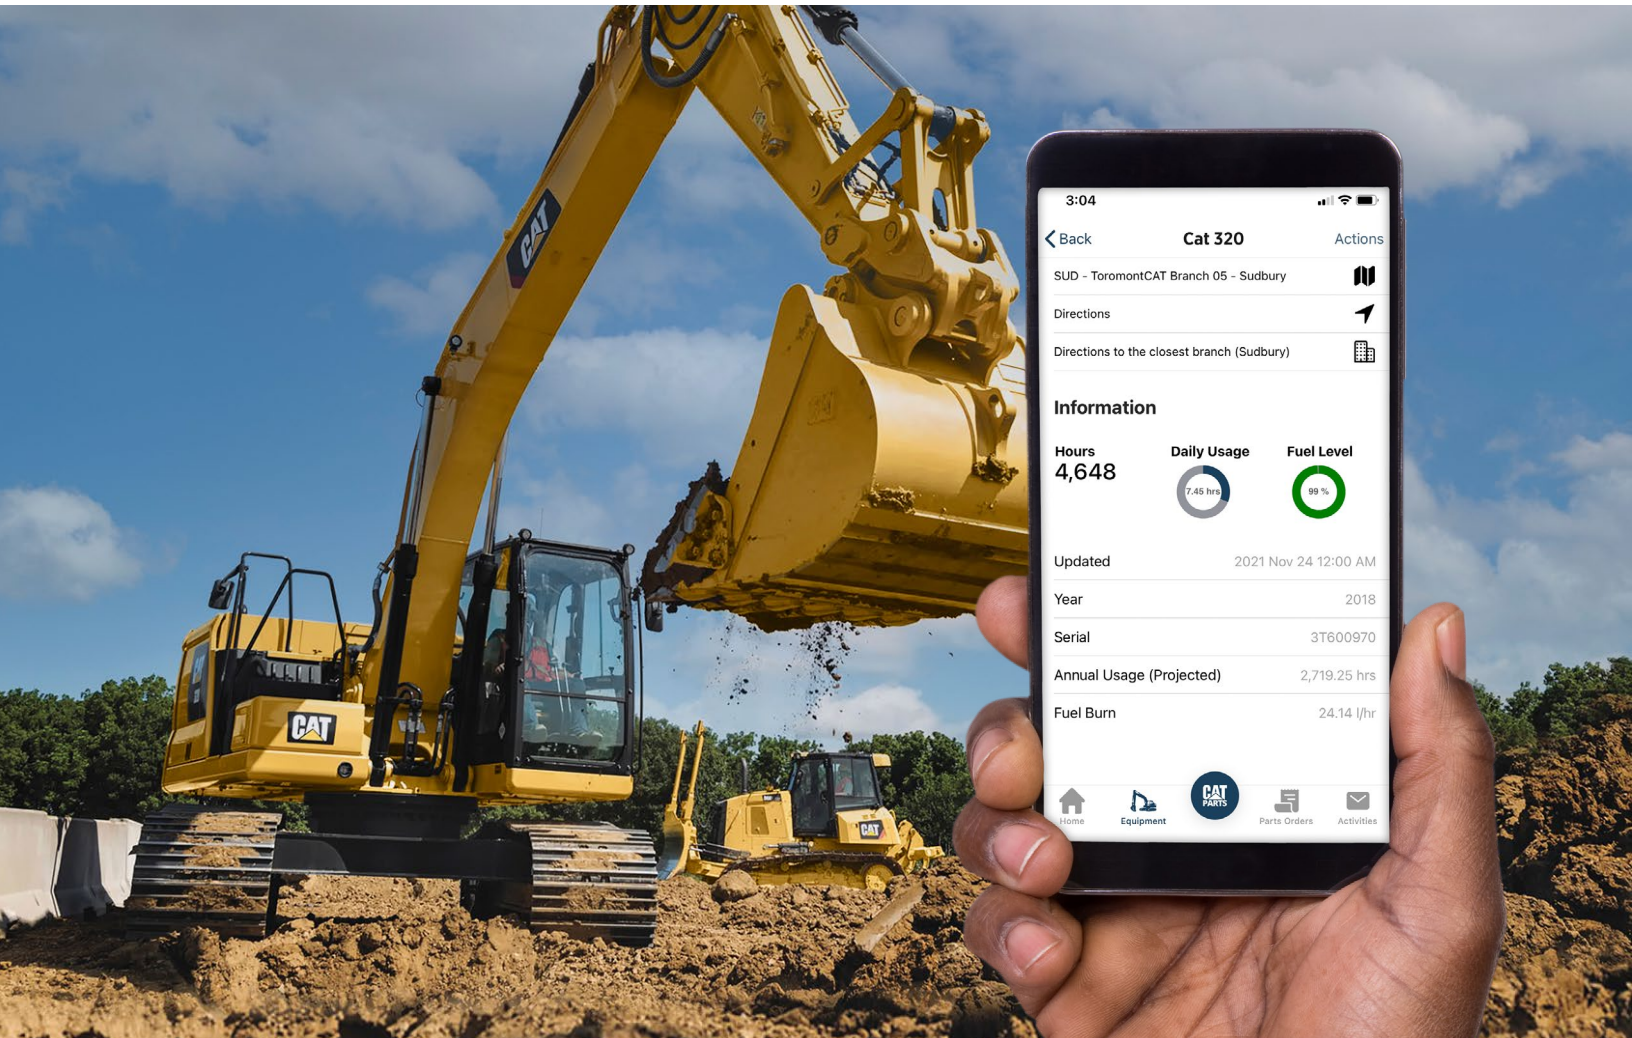 CAT
CAT
CAT
3:04
Back
Cat 320
Actions
SUD - ToromontCAT Branch 05 - Sudbury
Directions
Directions to the closest branch (Sudbury)
Information
Hours
4,648
Daily Usage
7.45 hrs
Fuel Level
99 %
Updated 2021 Nov 24 12:00 AM
Year 2018
Serial 3T600970
Annual Usage (Projected) 2,719.25 hrs
Fuel Burn 24.14 l/hr
Home
Equipment
CAT
PARTS
Parts Orders
Activities